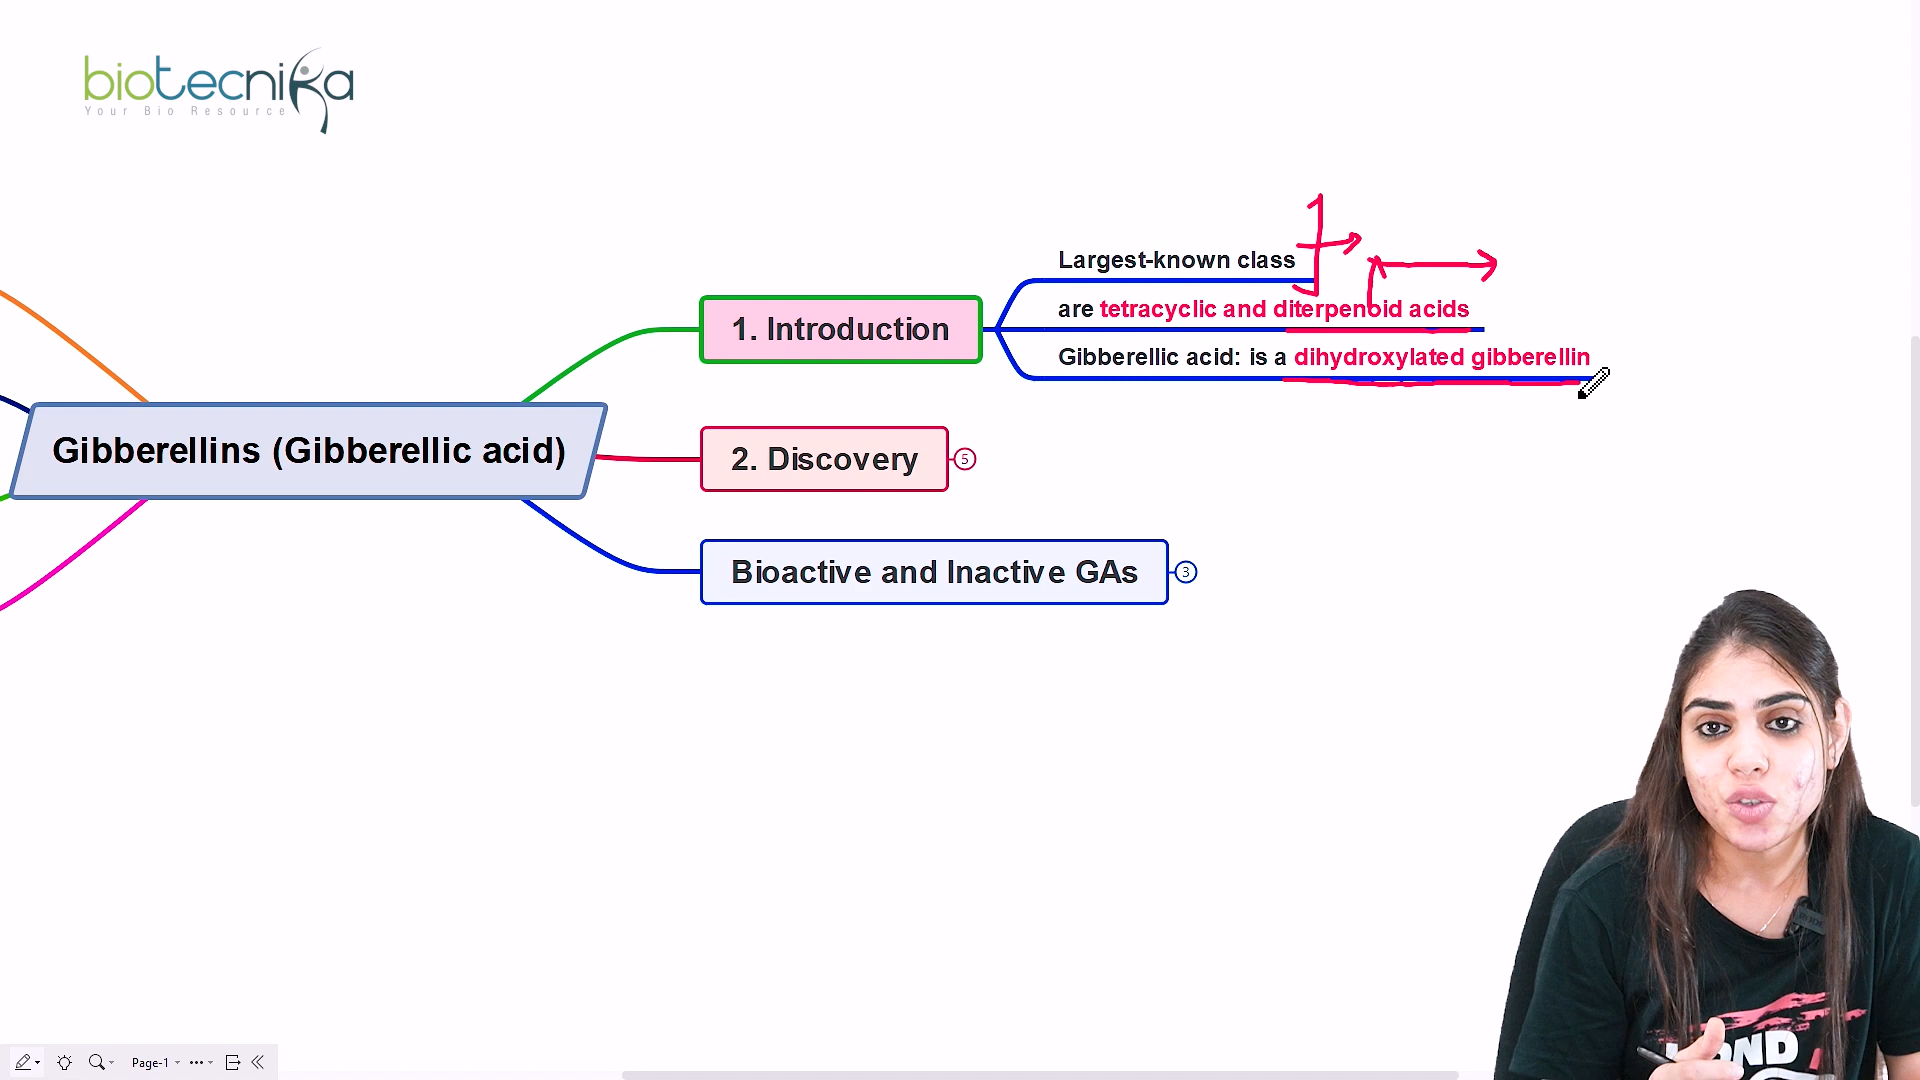 biotecnika
Your Bio Resource
Largest-known class
are tetracyclic and diterpenoid acids
1. Introduction
Gibberellic acid: is a dihydroxylated gibberellin
Gibberellins (Gibberellic acid)
2. Discovery
5
Bioactive and Inactive GAs
3
Page-1